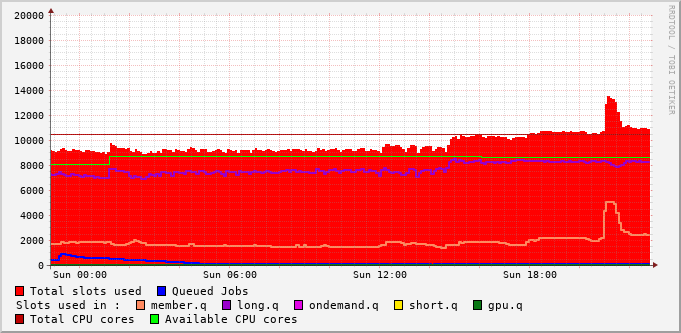 20000
18000
16000
14000
12000
10000
8000
6000
4000
2000
0
Sun 00:00 Sun 06:00 Sun 12:00 Sun 18:00
Total slots used Queued Jobs
Slots used in : member.q long.q ondemand.q short.q gpu.q
Total CPU cores Available CPU cores
RRDTOOL / TOBI OETIKER